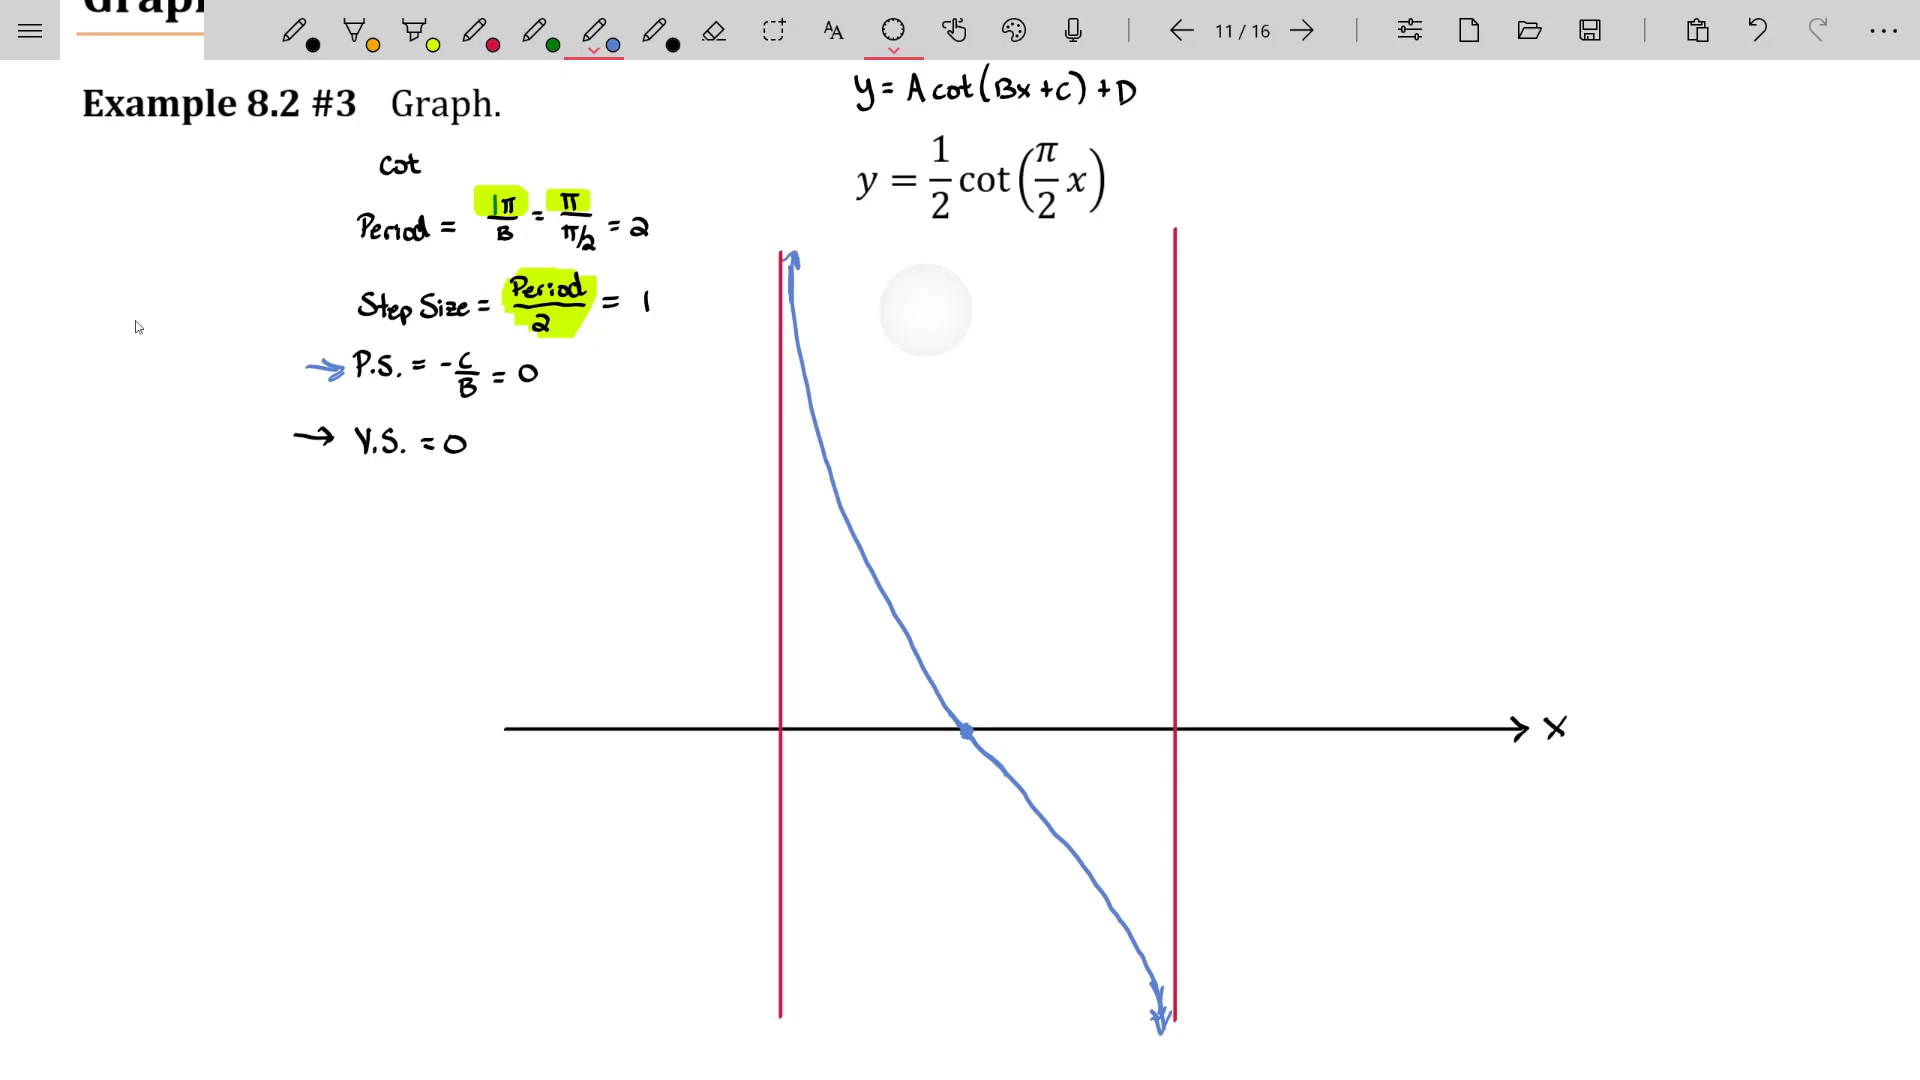 11 / 16
Example 8.2 #3 Graph.
y = A cot(Bx + C) + D
y = 1/2 cot(π/2 x)
cot
Period = 1π/B = π/π/2 = 2
Step Size = Period/2 = 1
→ P.S. = -C/B = 0
→ V.S. = 0
X